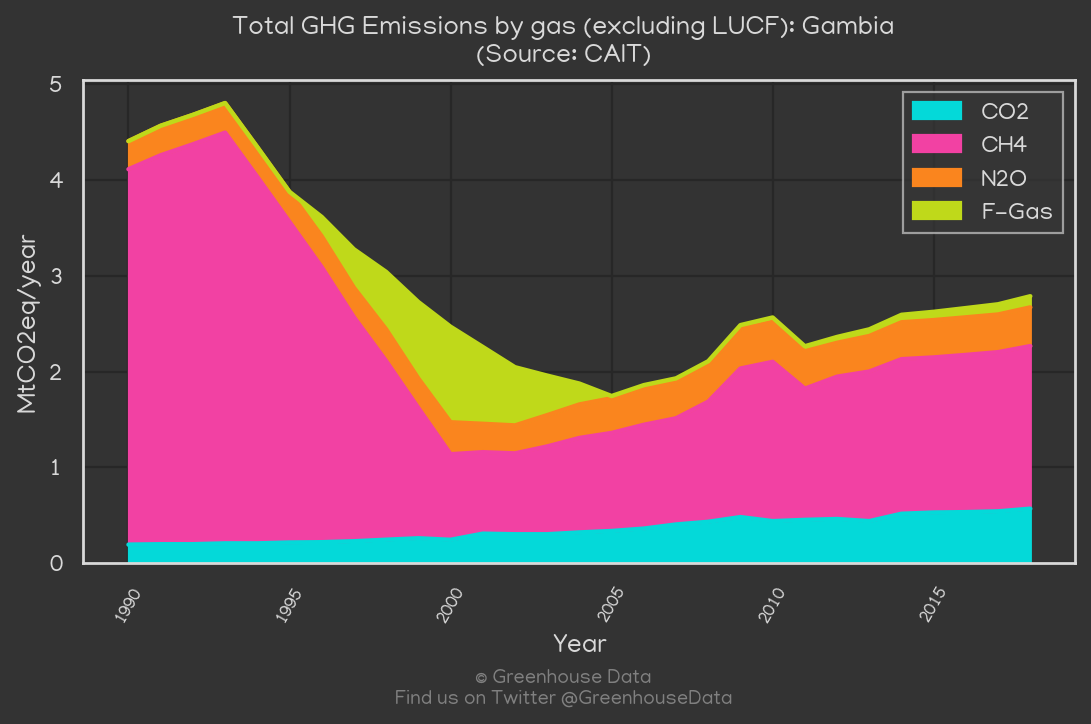 Total GHG Emissions by gas (excluding LUCF): Gambia
(Source: CAIT)
5
4
3
2
1
0
MtCO2eq/year
CO2
CH4
N2O
F-Gas
1990
1995
2000
2005
2010
2015
Year
© Greenhouse Data
Find us on Twitter @GreenhouseData